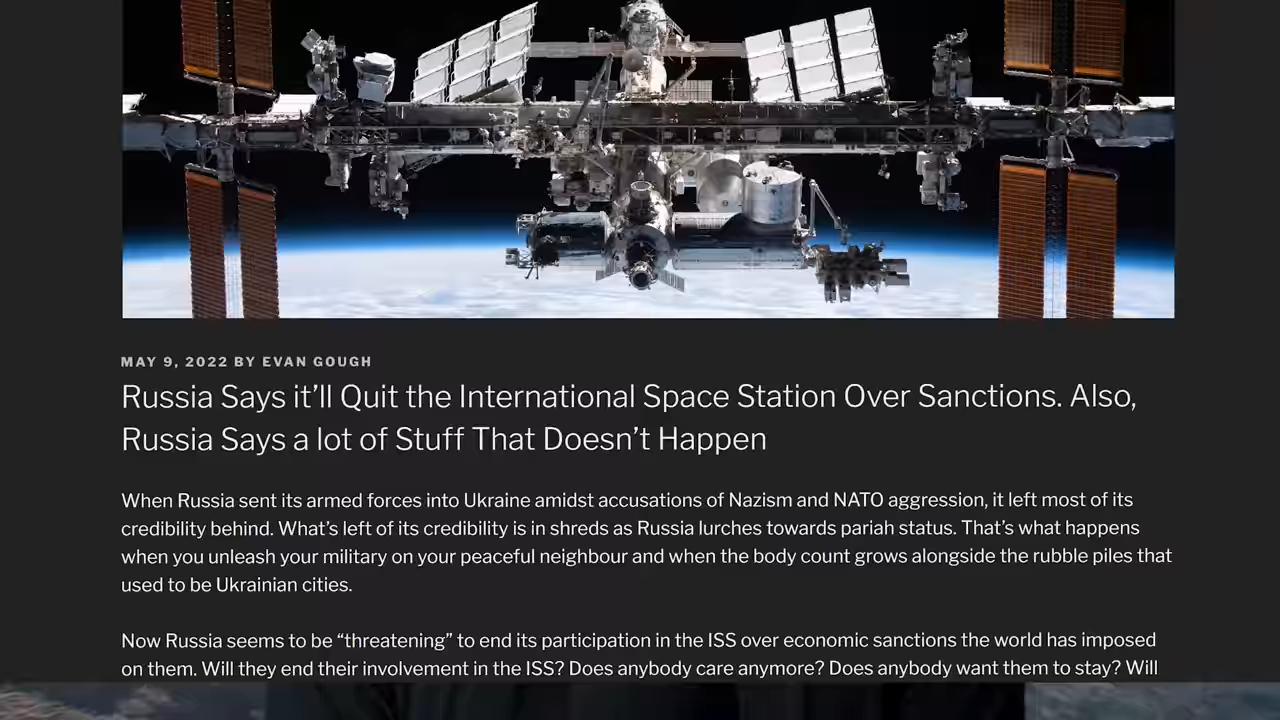 MAY 9, 2022 BY EVAN GOUGH
Russia Says it’ll Quit the International Space Station Over Sanctions. Also,
Russia Says a lot of Stuff That Doesn’t Happen
When Russia sent its armed forces into Ukraine amidst accusations of Nazism and NATO aggression, it left most of its
credibility behind. What’s left of its credibility is in shreds as Russia lurches towards pariah status. That’s what happens
when you unleash your military on your peaceful neighbour and when the body count grows alongside the rubble piles that
used to be Ukrainian cities.
Now Russia seems to be “threatening” to end its participation in the ISS over economic sanctions the world has imposed
on them. Will they end their involvement in the ISS? Does anybody care anymore? Does anybody want them to stay? Will